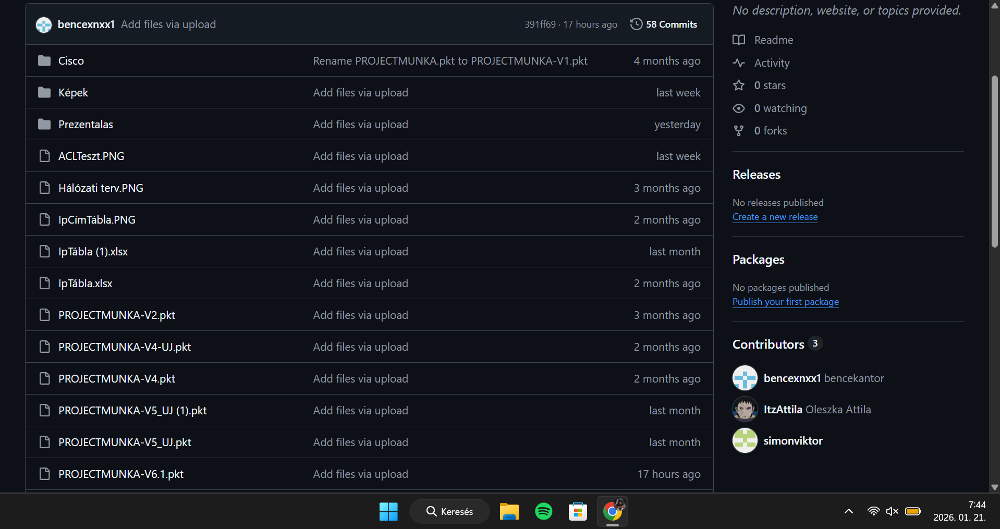 bencexnxx1 Add files via upload 391ff69 · 17 hours ago 58 Commits
Cisco Rename PROJECTMUNKA.pkt to PROJECTMUNKA-V1.pkt 4 months ago
Képek Add files via upload last week
Prezentalas Add files via upload yesterday
ACLTeszt.PNG Add files via upload last week
Hálózati terv.PNG Add files via upload 3 months ago
IpCímTábla.PNG Add files via upload 2 months ago
IpTábla (1).xlsx Add files via upload last month
IpTábla.xlsx Add files via upload 2 months ago
PROJECTMUNKA-V2.pkt Add files via upload 3 months ago
PROJECTMUNKA-V4-UJ.pkt Add files via upload 2 months ago
PROJECTMUNKA-V4.pkt Add files via upload 2 months ago
PROJECTMUNKA-V5_UJ (1).pkt Add files via upload last month
PROJECTMUNKA-V5_UJ.pkt Add files via upload last month
PROJECTMUNKA-V6.1.pkt Add files via upload 17 hours ago
No description, website, or topics provided.
Readme
Activity
0 stars
0 watching
0 forks
Releases
No releases published
Create a new release
Packages
No packages published
Publish your first package
Contributors 3
bencexnxx1 bencekantor
ItzAttila Oleszka Attila
simonviktor
Keresés
7:44
2026. 01. 21.